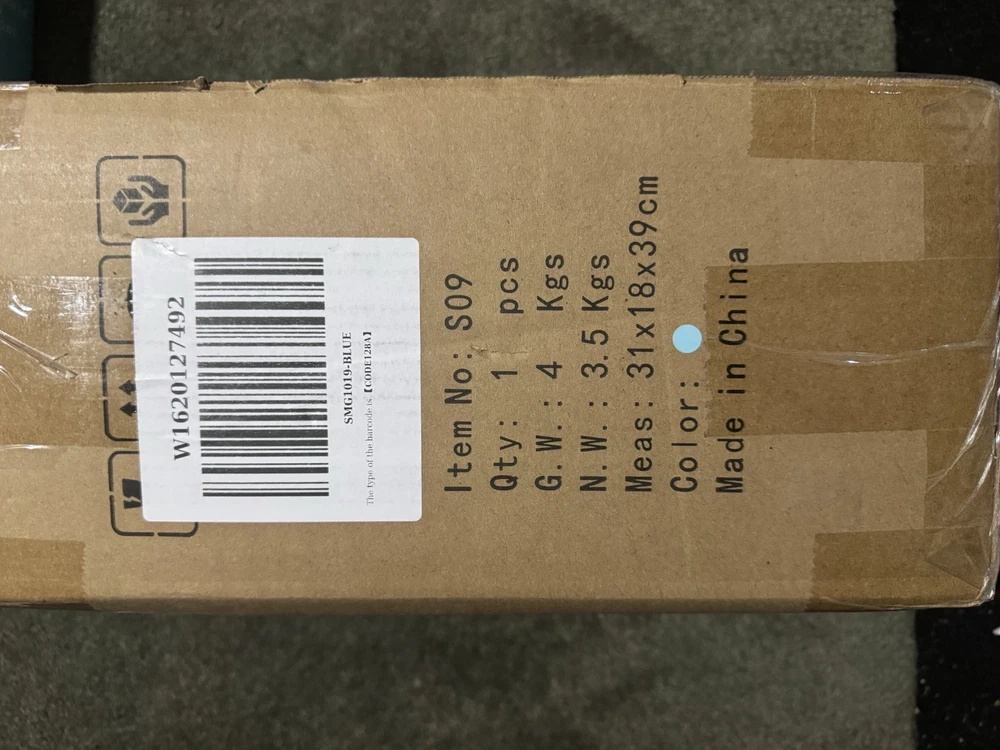 W1620127492
SMG1019-BLUE
The type of the barcode is:【CODE128A】
Item No: S09
Qty: 1 pcs
G.W.: 4 Kgs
N.W.: 3.5 Kgs
Meas: 31x18x39cm
Color:
Made in China